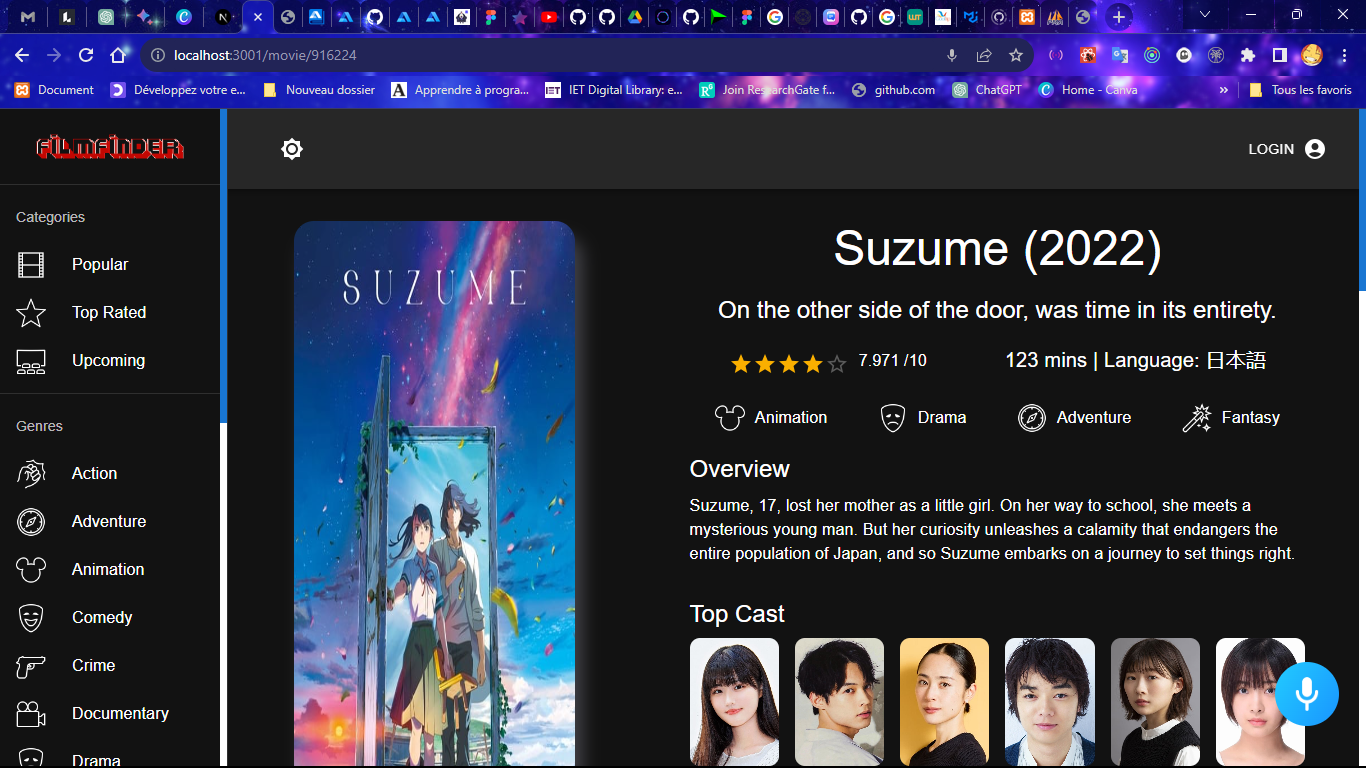 localhost:3001/movie/916224
Document
Développez votre e...
Nouveau dossier
Apprendre à progra...
IET Digital Library: e...
Join ResearchGate f...
github.com
ChatGPT
Home - Canva
»
Tous les favoris
FILMFINDER
LOGIN
Categories
Popular
Top Rated
Upcoming
Genres
Action
Adventure
Animation
Comedy
Crime
Documentary
Drama
SUZUME
Suzume (2022)
On the other side of the door, was time in its entirety.
7.971 /10
123 mins | Language: 日本語
Animation
Drama
Adventure
Fantasy
Overview
Suzume, 17, lost her mother as a little girl. On her way to school, she meets a
mysterious young man. But her curiosity unleashes a calamity that endangers the
entire population of Japan, and so Suzume embarks on a journey to set things right.
Top Cast